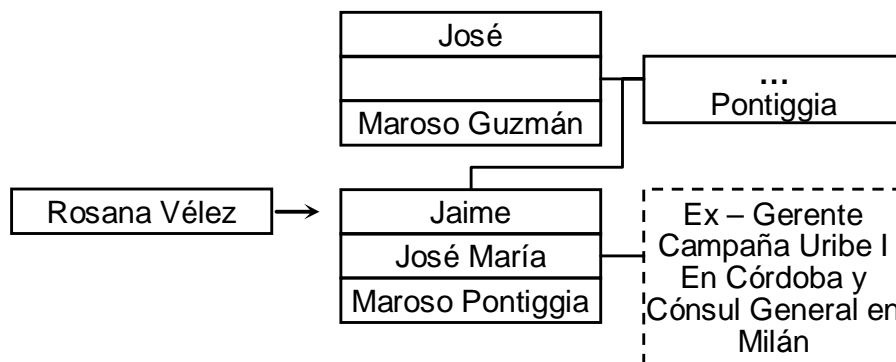 José
Maroso Guzmán
...
Pontiggia
Rosana Vélez
Jaime
José María
Maroso Pontiggia
Ex – Gerente
Campaña Uribe I
En Córdoba y
Cónsul General en
Milán